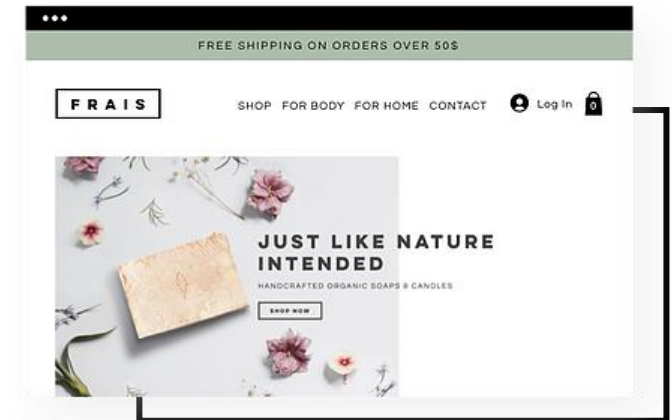 FREE SHIPPING ON ORDERS OVER 50$
FRAIS
SHOP FOR BODY FOR HOME CONTACT Log In 0
JUST LIKE NATURE
INTENDED
HANDCRAFTED ORGANIC SOAPS & CANDLES
SHOP NOW